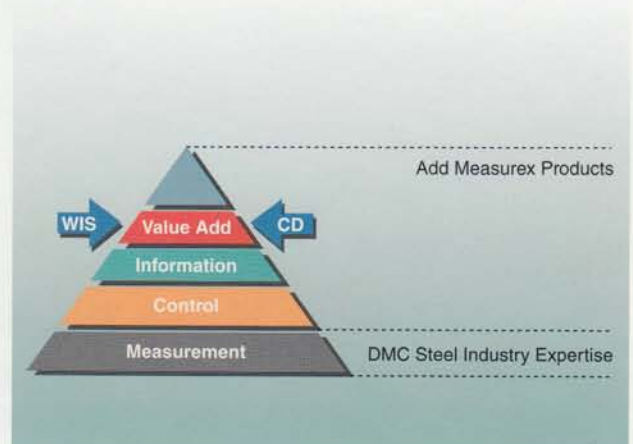 Add Measurex Products
WIS
Value Add
CD
Information
Control
Measurement
DMC Steel Industry Expertise